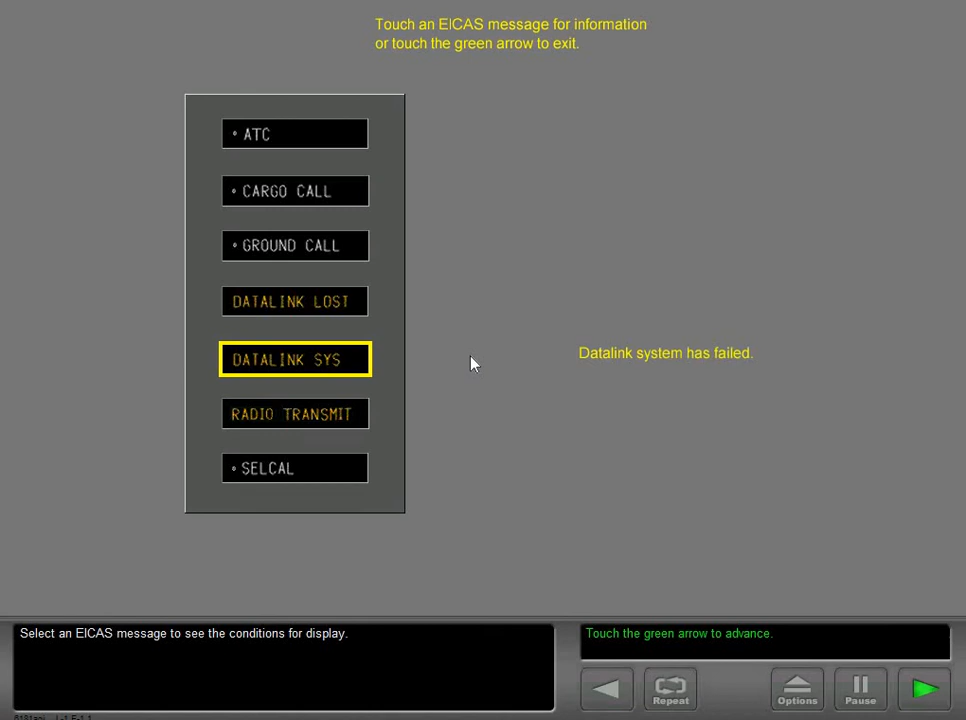 Touch an EICAS message for information
or touch the green arrow to exit.
• ATC
• CARGO CALL
• GROUND CALL
DATALINK LOST
DATALINK SYS
Datalink system has failed.
RADIO TRANSMIT
• SELCAL
Select an EICAS message to see the conditions for display.
Touch the green arrow to advance.
Repeat
Options
Pause